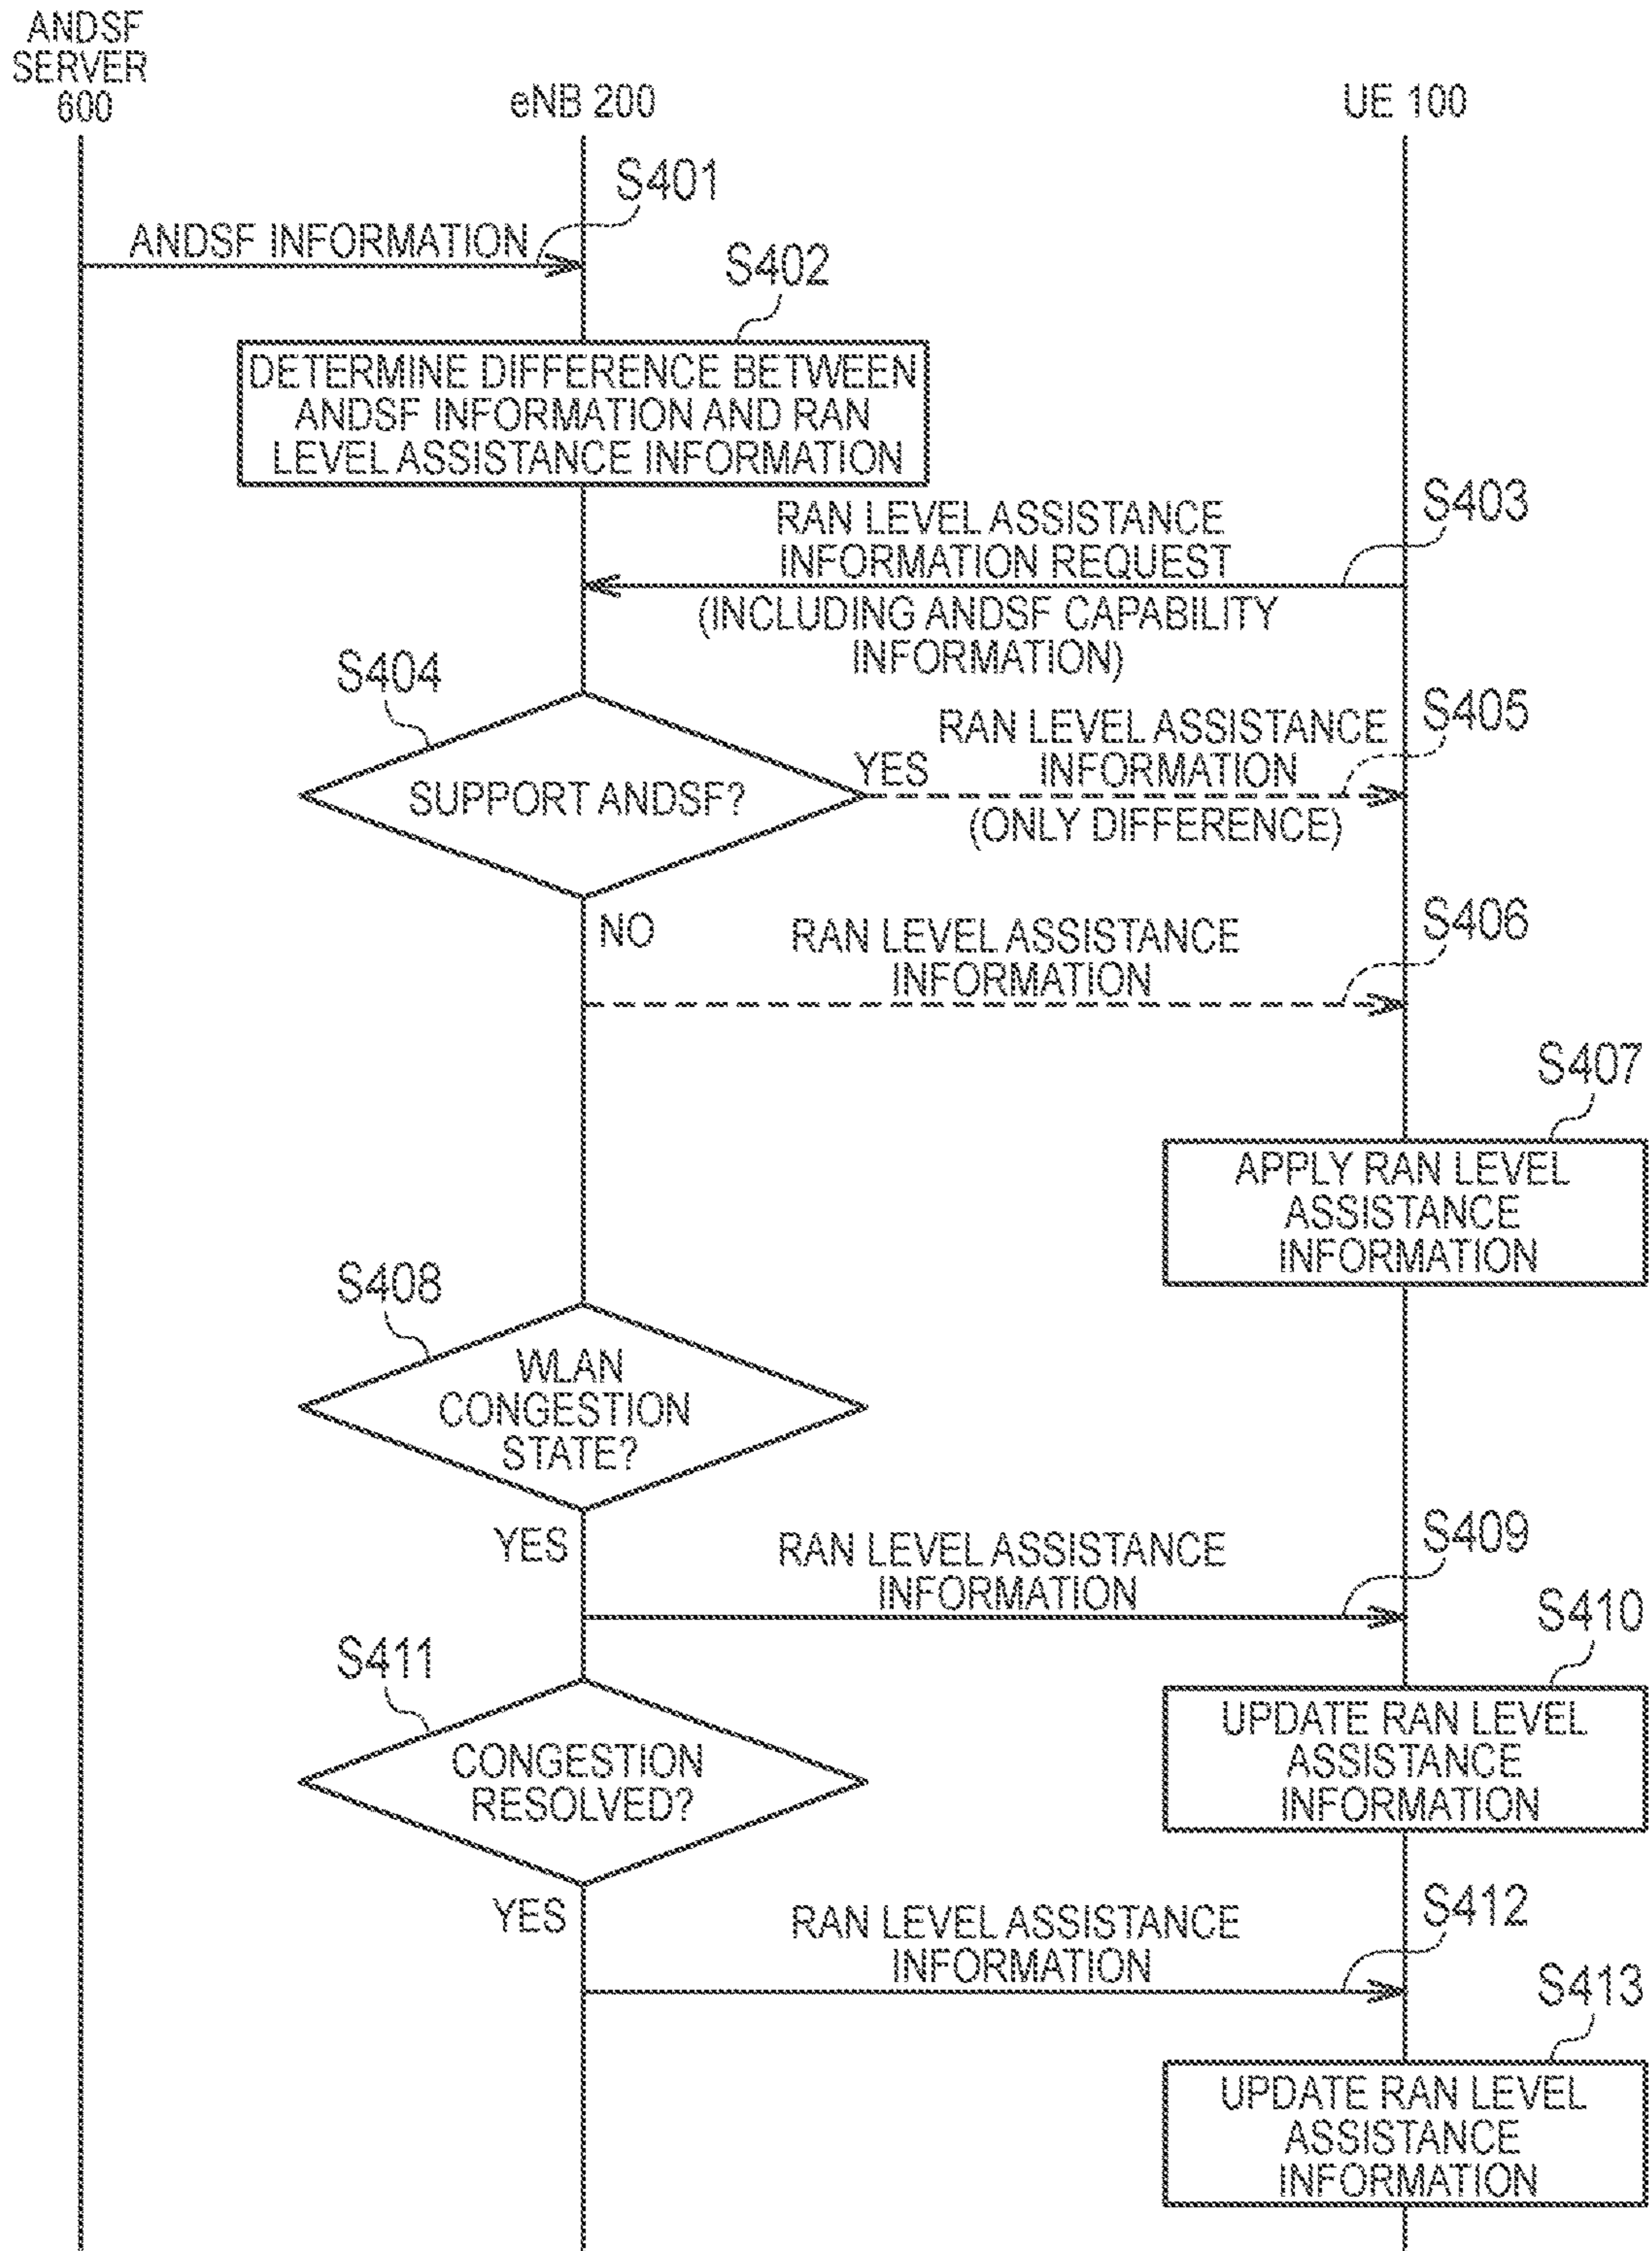 ANDSF
SERVER
600
eNB 200
UE 100
S401
ANDSF INFORMATION
S402
DETERMINE DIFFERENCE BETWEEN
ANDSF INFORMATION AND RAN
LEVEL ASSISTANCE INFORMATION
S403
RAN LEVEL ASSISTANCE
INFORMATION REQUEST
(INCLUDING ANDSF CAPABILITY
INFORMATION)
S404
SUPPORT ANDSF?
YES
S405
RAN LEVEL ASSISTANCE
INFORMATION
(ONLY DIFFERENCE)
NO
S406
RAN LEVEL ASSISTANCE
INFORMATION
S407
APPLY RAN LEVEL
ASSISTANCE
INFORMATION
S408
WLAN
CONGESTION
STATE?
YES
S409
RAN LEVEL ASSISTANCE
INFORMATION
S410
UPDATE RAN LEVEL
ASSISTANCE
INFORMATION
S411
CONGESTION
RESOLVED?
YES
S412
RAN LEVEL ASSISTANCE
INFORMATION
S413
UPDATE RAN LEVEL
ASSISTANCE
INFORMATION